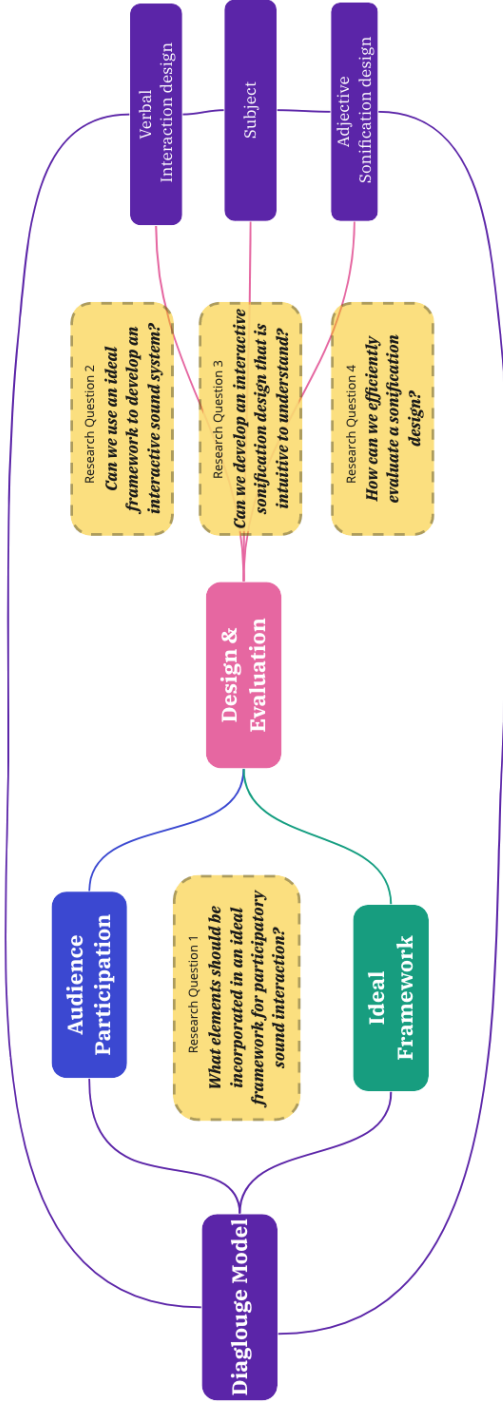 Diaglouge Model
Audience
Participation
Research Question 1
What elements should be
incorporated in an ideal
framework for participatory
sound interaction?
Ideal
Framework
Design &
Evaluation
Research Question 2
Can we use an ideal
framework to develop an
interactive sound system?
Research Question 3
Can we develop an interactive
sonification design that is
intuitive to understand?
Research Question 4
How can we efficiently
evaluate a sonification
design?
Verbal
Interaction design
Subject
Adjective
Sonification design